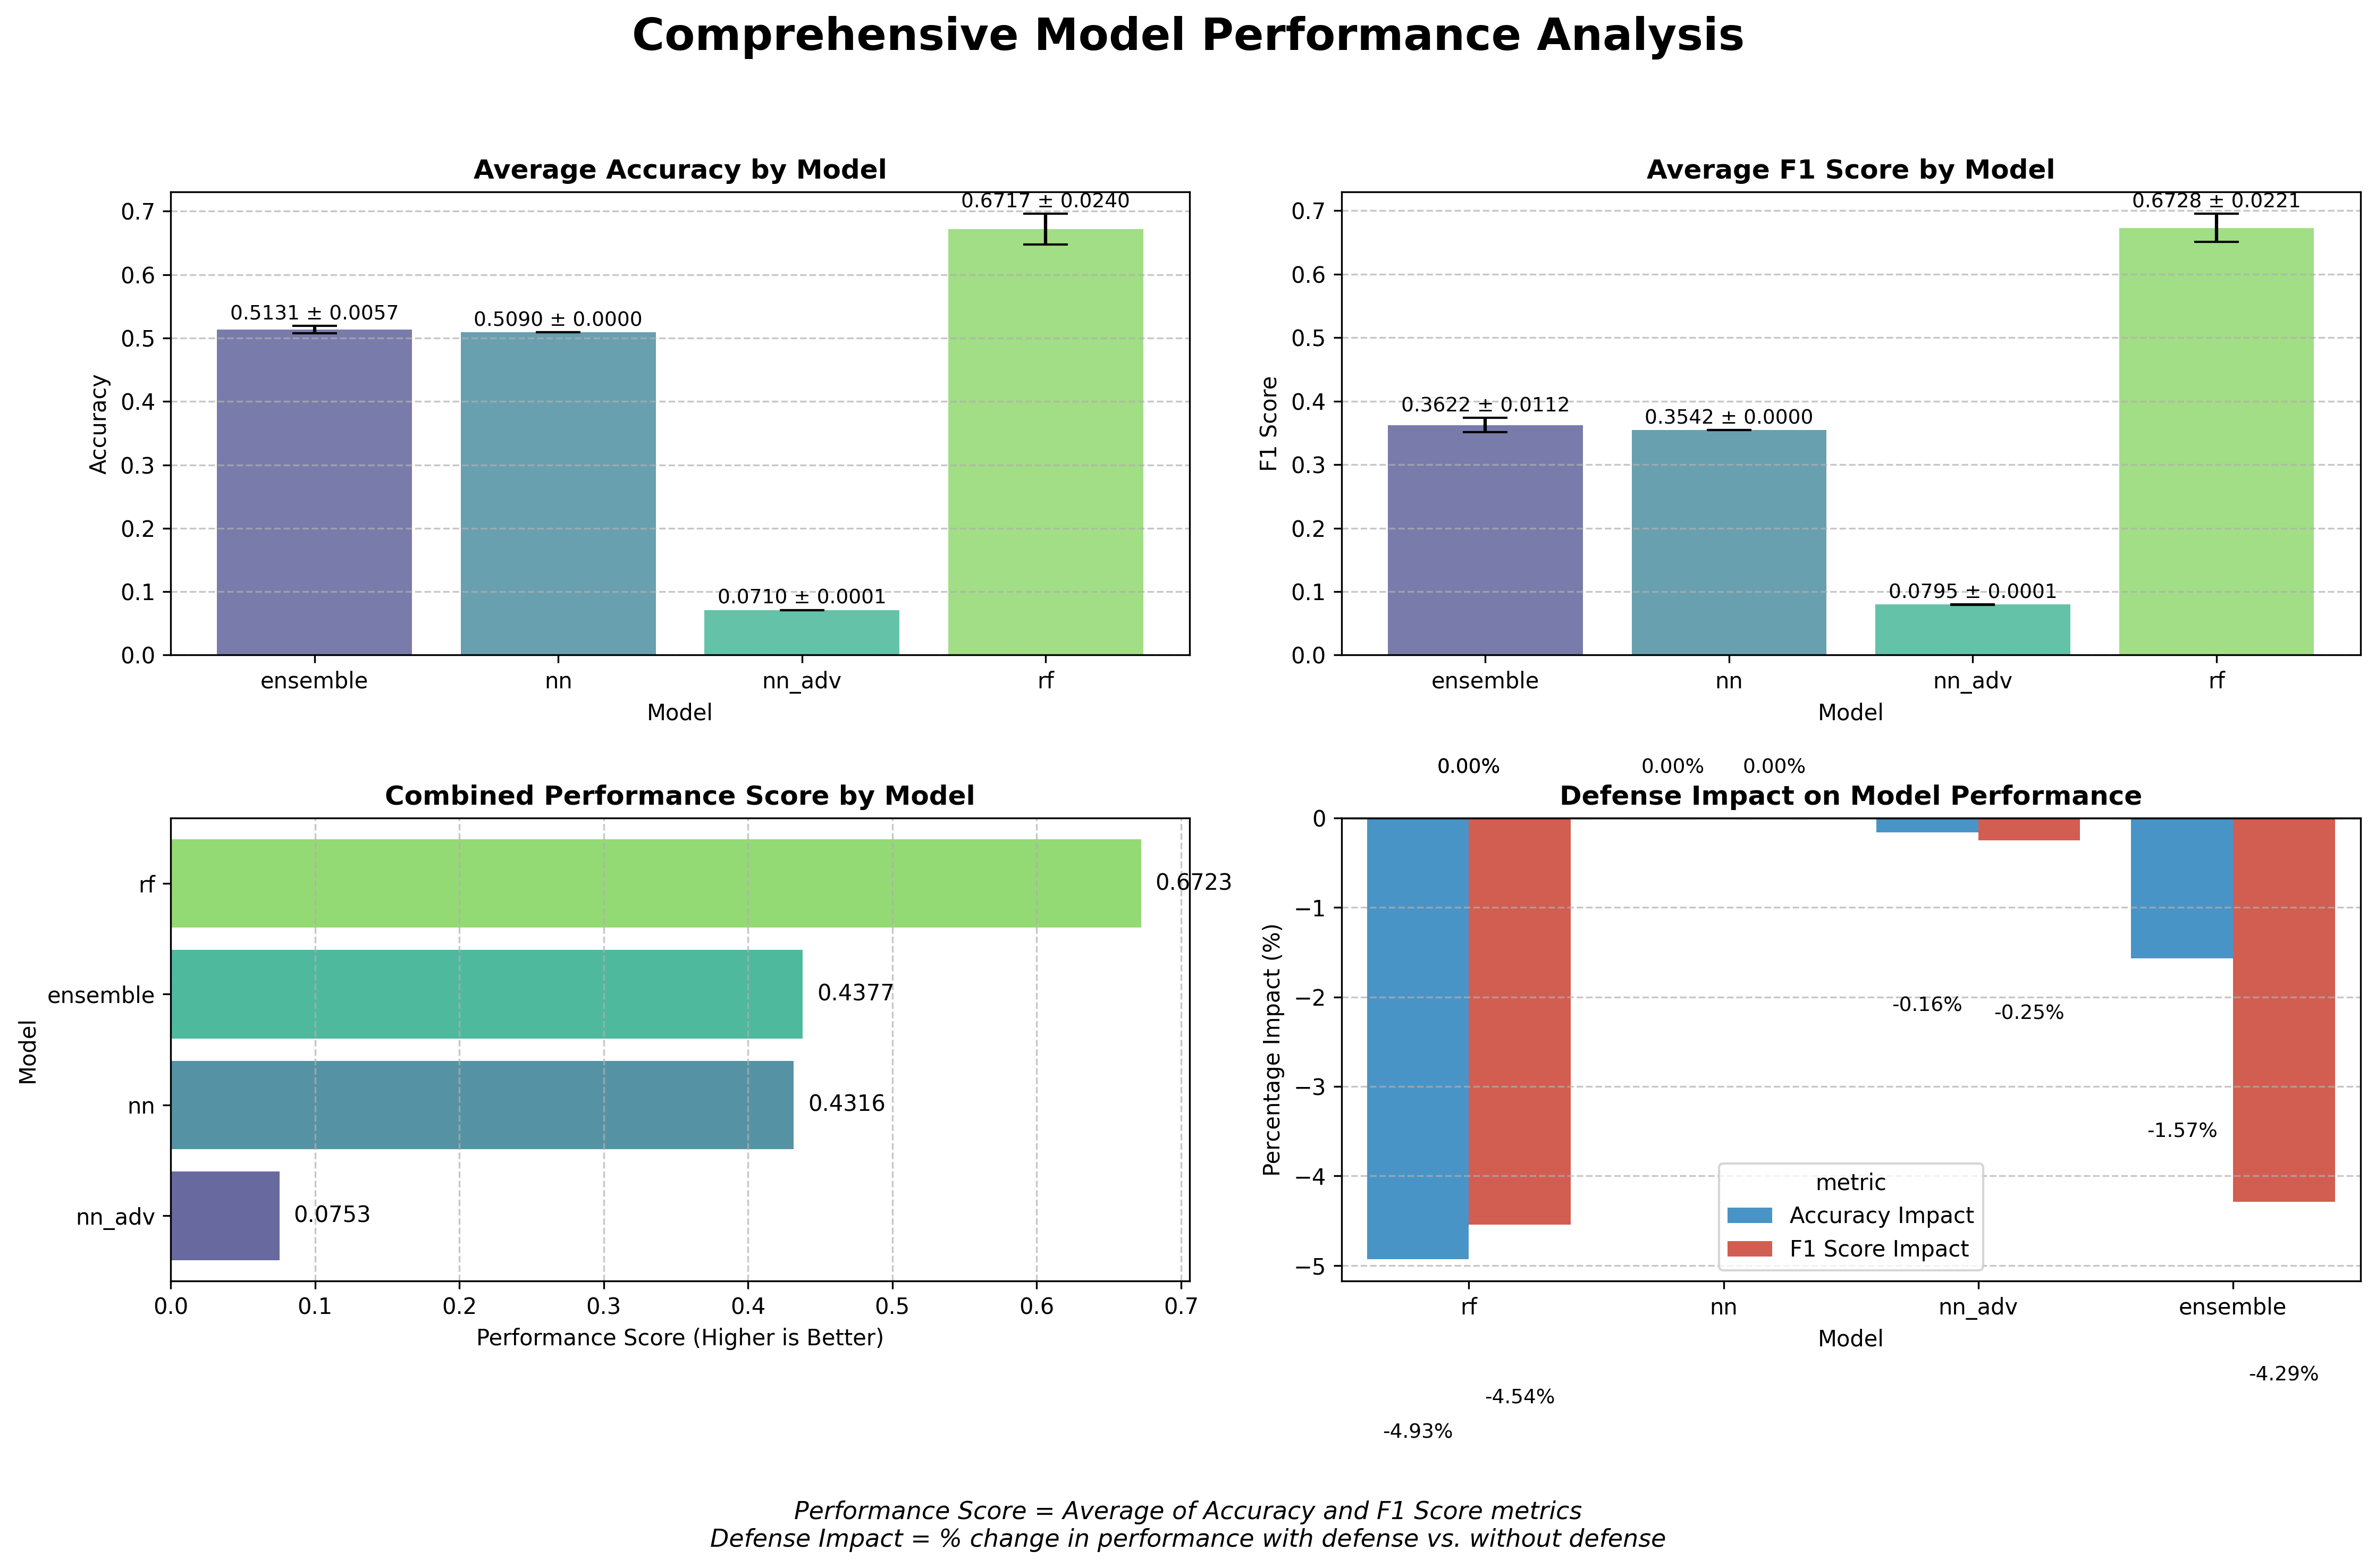 Comprehensive Model Performance Analysis
Average Accuracy by Model
Accuracy
0.7
0.6
0.5
0.4
0.3
0.2
0.1
0.0
0.5131 ± 0.0057
0.5090 ± 0.0000
0.0710 ± 0.0001
0.6717 ± 0.0240
ensemble
nn
nn_adv
rf
Model
Average F1 Score by Model
F1 Score
0.7
0.6
0.5
0.4
0.3
0.2
0.1
0.0
0.3622 ± 0.0112
0.3542 ± 0.0000
0.0795 ± 0.0001
0.6728 ± 0.0221
ensemble
nn
nn_adv
rf
Model
Combined Performance Score by Model
Model
rf
ensemble
nn
nn_adv
0.6723
0.4377
0.4316
0.0753
0.0
0.1
0.2
0.3
0.4
0.5
0.6
0.7
Performance Score (Higher is Better)
0.00%
0.00%
0.00%
Defense Impact on Model Performance
Percentage Impact (%)
0
−1
−2
−3
−4
−5
-0.16%
-0.25%
-1.57%
metric
Accuracy Impact
F1 Score Impact
rf
nn
nn_adv
ensemble
Model
-4.93%
-4.54%
-4.29%
Performance Score = Average of Accuracy and F1 Score metrics
Defense Impact = % change in performance with defense vs. without defense